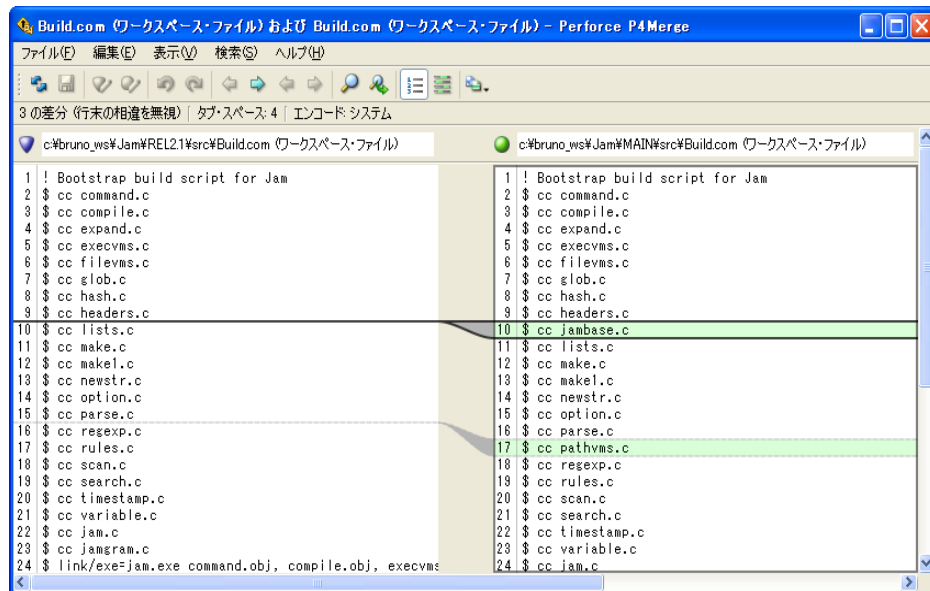 Build.com (ワークスペース・ファイル) および Build.com (ワークスペース・ファイル) - Perforce P4Merge
ファイル(F) 編集(E) 表示(V) 検索(S) ヘルプ(H)
3 の差分 (行末の相違を無視) タブ・スペース: 4 エンコード: システム
c:¥bruno_ws¥Jam¥REL2.1¥src¥Build.com (ワークスペース・ファイル)
1 ! Bootstrap build script for Jam
2 $ cc command.c
3 $ cc compile.c
4 $ cc expand.c
5 $ cc execvms.c
6 $ cc filevms.c
7 $ cc glob.c
8 $ cc hash.c
9 $ cc headers.c
10 $ cc lists.c
11 $ cc make.c
12 $ cc make1.c
13 $ cc newstr.c
14 $ cc option.c
15 $ cc parse.c
16 $ cc regexp.c
17 $ cc rules.c
18 $ cc scan.c
19 $ cc search.c
20 $ cc timestamp.c
21 $ cc variable.c
22 $ cc jam.c
23 $ cc jamgram.c
24 $ link/exe=jam.exe command.obj, compile.obj, execvms
c:¥bruno_ws¥Jam¥MAIN¥src¥Build.com (ワークスペース・ファイル)
1 ! Bootstrap build script for Jam
2 $ cc command.c
3 $ cc compile.c
4 $ cc expand.c
5 $ cc execvms.c
6 $ cc filevms.c
7 $ cc glob.c
8 $ cc hash.c
9 $ cc headers.c
10 $ cc jambase.c
11 $ cc lists.c
12 $ cc make.c
13 $ cc make1.c
14 $ cc newstr.c
15 $ cc option.c
16 $ cc parse.c
17 $ cc pathvms.c
18 $ cc regexp.c
19 $ cc rules.c
20 $ cc scan.c
21 $ cc search.c
22 $ cc timestamp.c
23 $ cc variable.c
24 $ cc jam.c